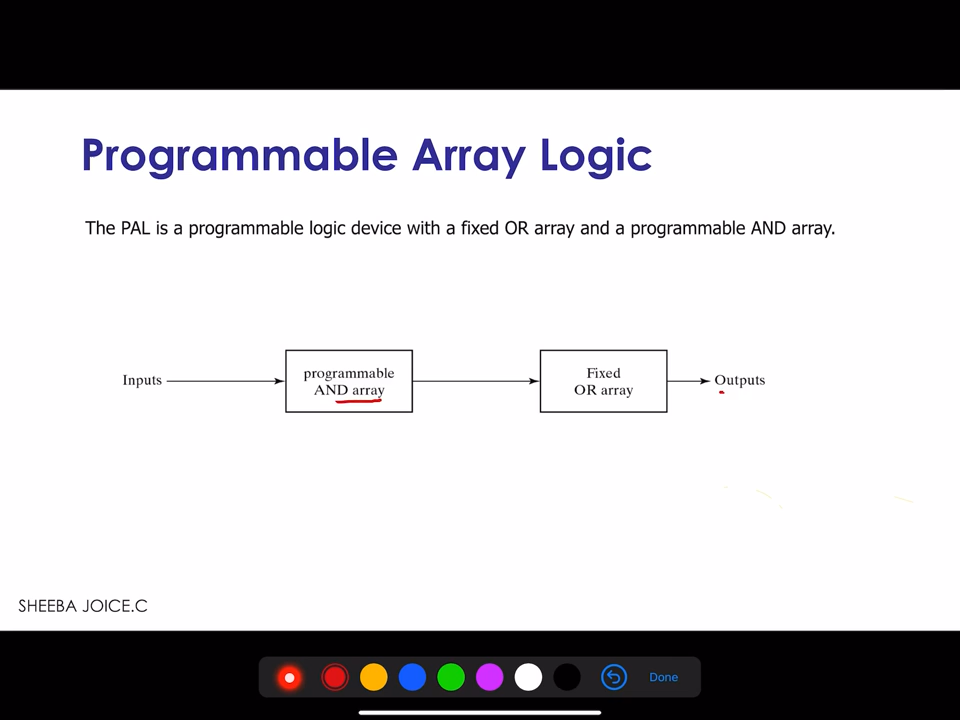 Programmable Array Logic
The PAL is a programmable logic device with a fixed OR array and a programmable AND array.
Inputs
programmable
AND array
Fixed
OR array
Outputs
SHEEBA JOICE.C
Done